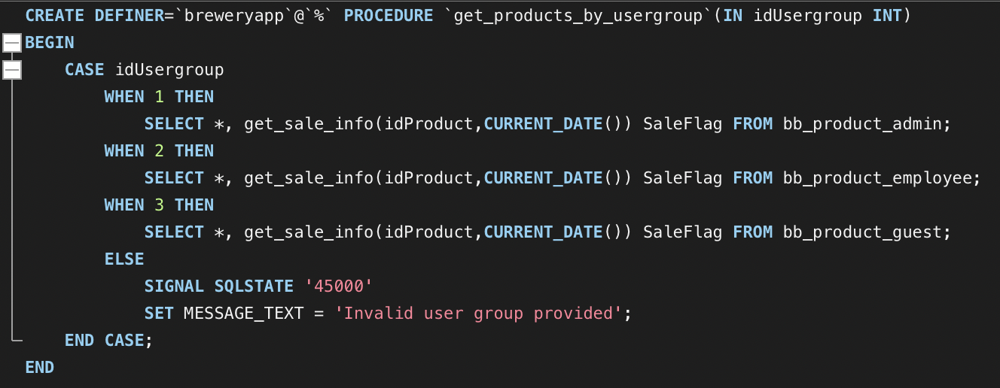 CREATE DEFINER=`breweryapp`@`%` PROCEDURE `get_products_by_usergroup`(IN idUsergroup INT)
BEGIN
    CASE idUsergroup
        WHEN 1 THEN
            SELECT *, get_sale_info(idProduct,CURRENT_DATE()) SaleFlag FROM bb_product_admin;
        WHEN 2 THEN
            SELECT *, get_sale_info(idProduct,CURRENT_DATE()) SaleFlag FROM bb_product_employee;
        WHEN 3 THEN
            SELECT *, get_sale_info(idProduct,CURRENT_DATE()) SaleFlag FROM bb_product_guest;
        ELSE
            SIGNAL SQLSTATE '45000'
            SET MESSAGE_TEXT = 'Invalid user group provided';
    END CASE;
END